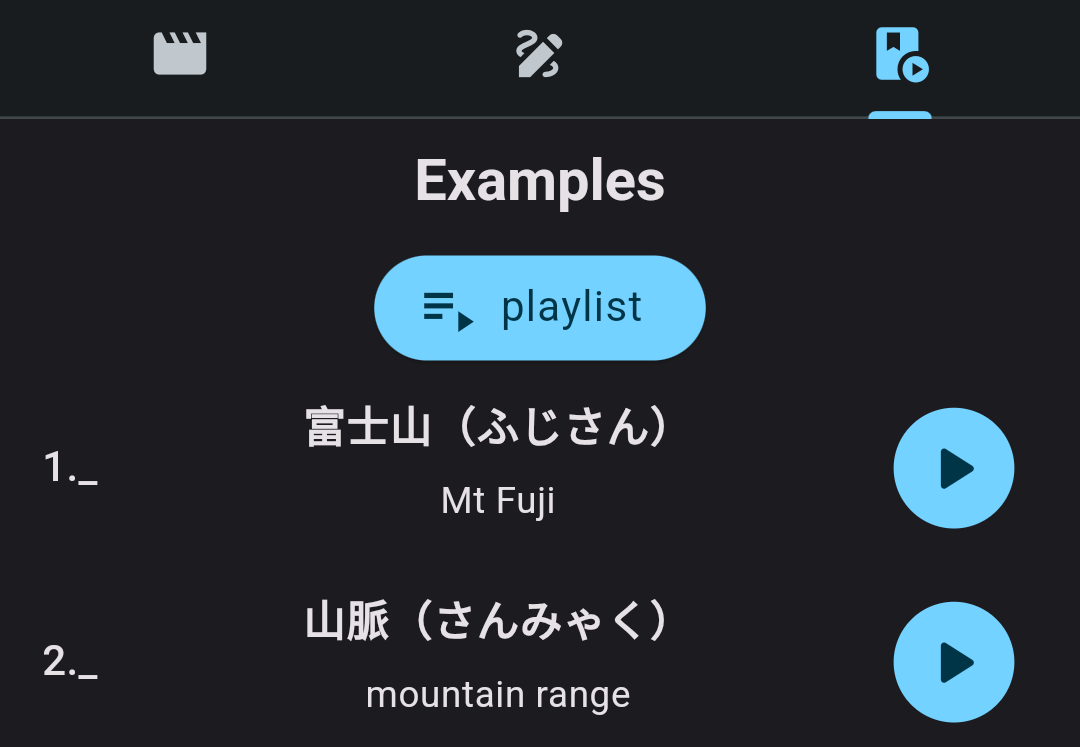 Examples
playlist
1._
富士山（ふじさん）
Mt Fuji
2._
山脈（さんみゃく）
mountain range